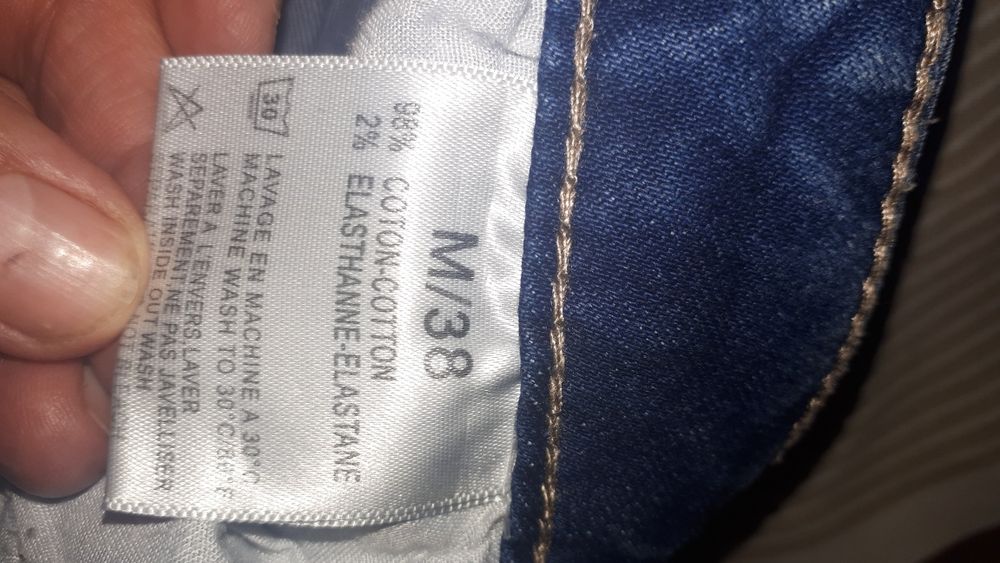 M/38
98% COTON-COTTON
2% ELASTHANNE-ELASTANE
30
LAVAGE EN MACHINE A 30°C
MACHINE WASH TO 30°C/86°F
LAVER A L'ENVERS, LAVER
SEPAREMENT, NE PAS JAVELLISER
WASH INSIDE OUT WASH